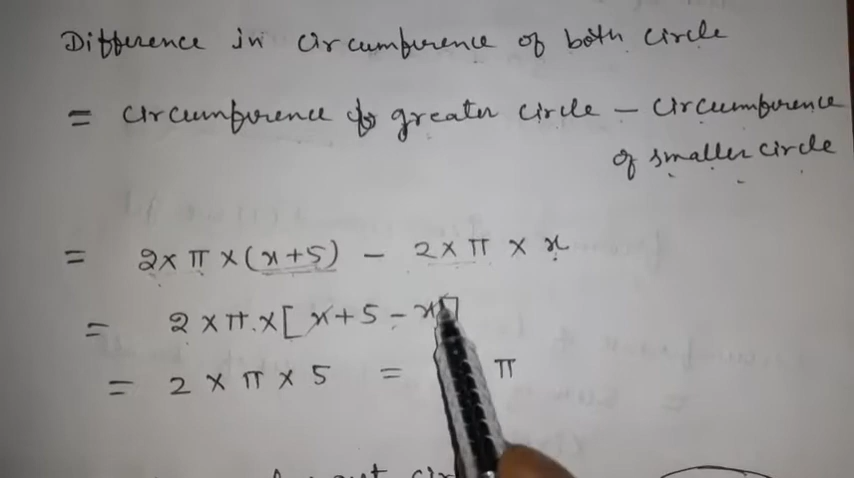 Difference in circumference of both circle
= circumference of greater circle – circumference
of smaller circle
= 2 × π × (x+5) – 2 × π × x
= 2 × π × [ x + 5 – x ]
= 2 × π × 5 = π